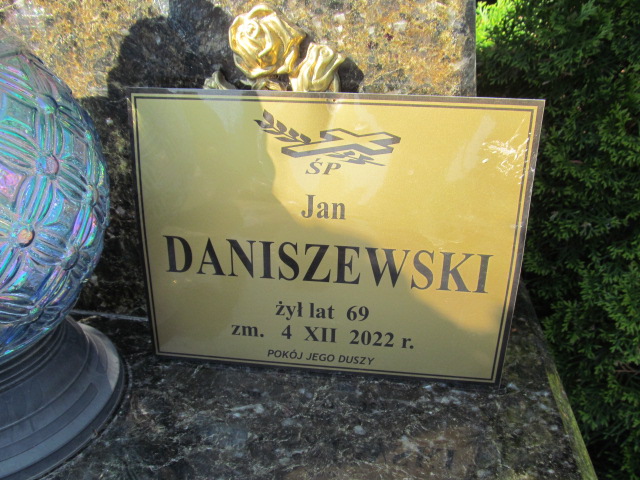 ŚP
Jan
DANISZEWSKI
żył lat 69
zm. 4 XII 2022 r.
POKÓJ JEGO DUSZY